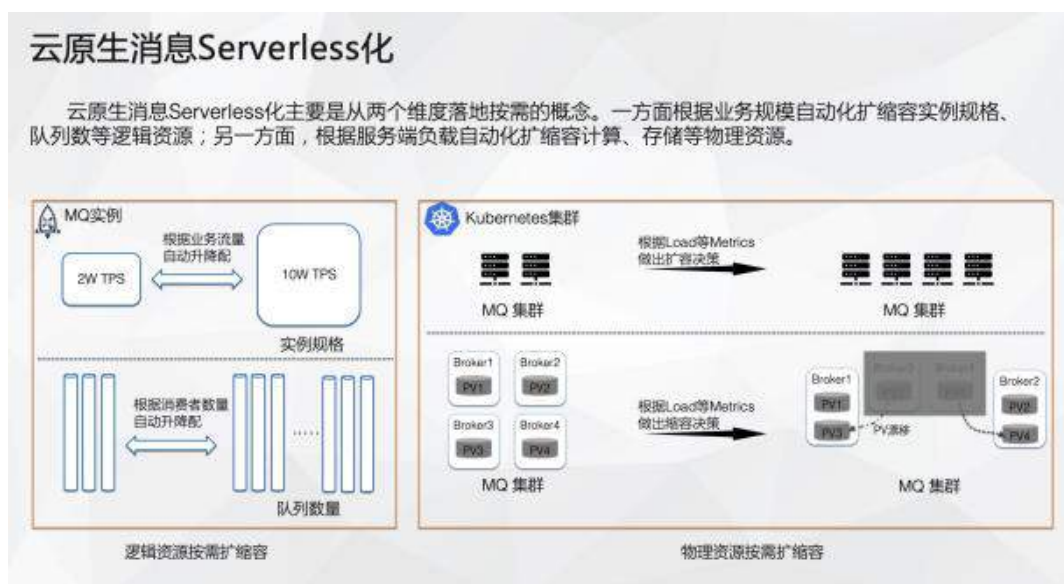 云原生消息Serverless化
云原生消息Serverless化主要是从两个维度落地按需的概念。一方面根据业务规模自动化扩缩容实例规格、
队列数等逻辑资源；另一方面，根据服务端负载自动化扩缩容计算、存储等物理资源。
MQ实例
根据业务流量
自动升降配
2W TPS
10W TPS
实例规格
根据消费者数量
自动升降配
……
队列数量
逻辑资源按需扩缩容
Kubernetes集群
根据Load等Metrics
做出扩容决策
MQ 集群
MQ 集群
Broker1
Broker2
PV1
PV2
Broker3
Broker4
PV3
PV4
MQ 集群
根据Load等Metrics
做出缩容决策
Broker1
PV1
PV3
PV漂移
Broker2
PV2
PV4
MQ 集群
物理资源按需扩缩容